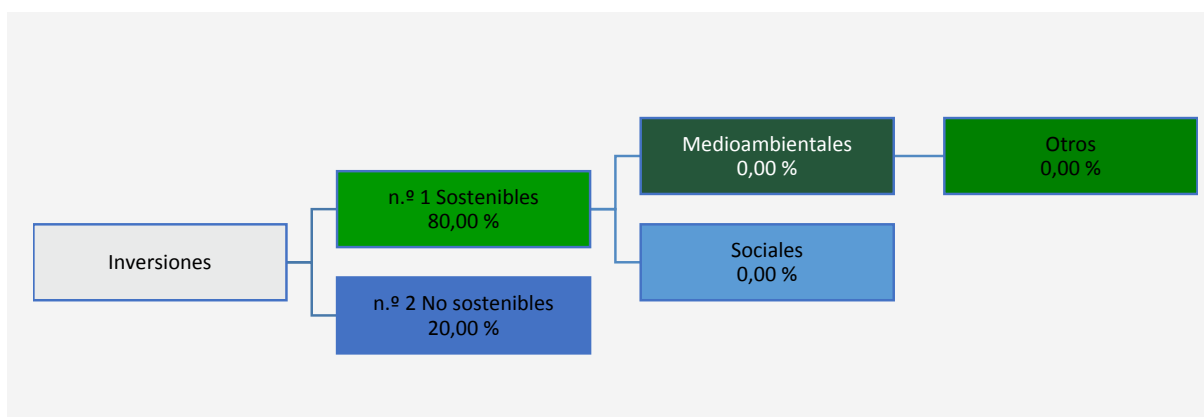 Inversiones
n.º 1 Sostenibles
80,00 %
n.º 2 No sostenibles
20,00 %
Medioambientales
0,00 %
Sociales
0,00 %
Otros
0,00 %